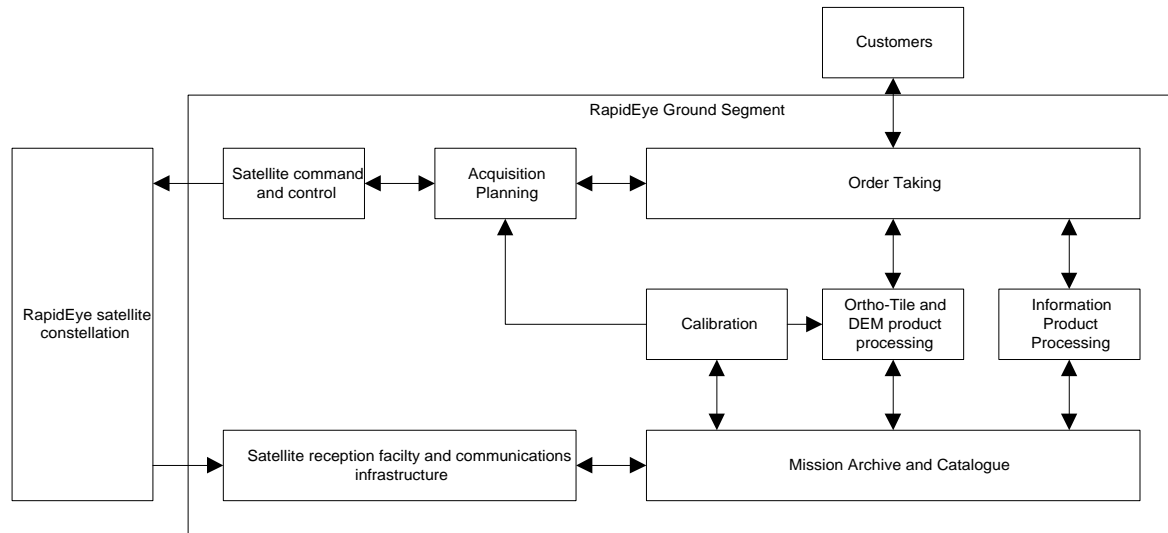 Customers
RapidEye Ground Segment
Satellite command
and control
Acquisition
Planning
Order Taking
RapidEye satellite
constellation
Calibration
Ortho-Tile and
DEM product
processing
Information
Product
Processing
Satellite reception facilty and communications
infrastructure
Mission Archive and Catalogue